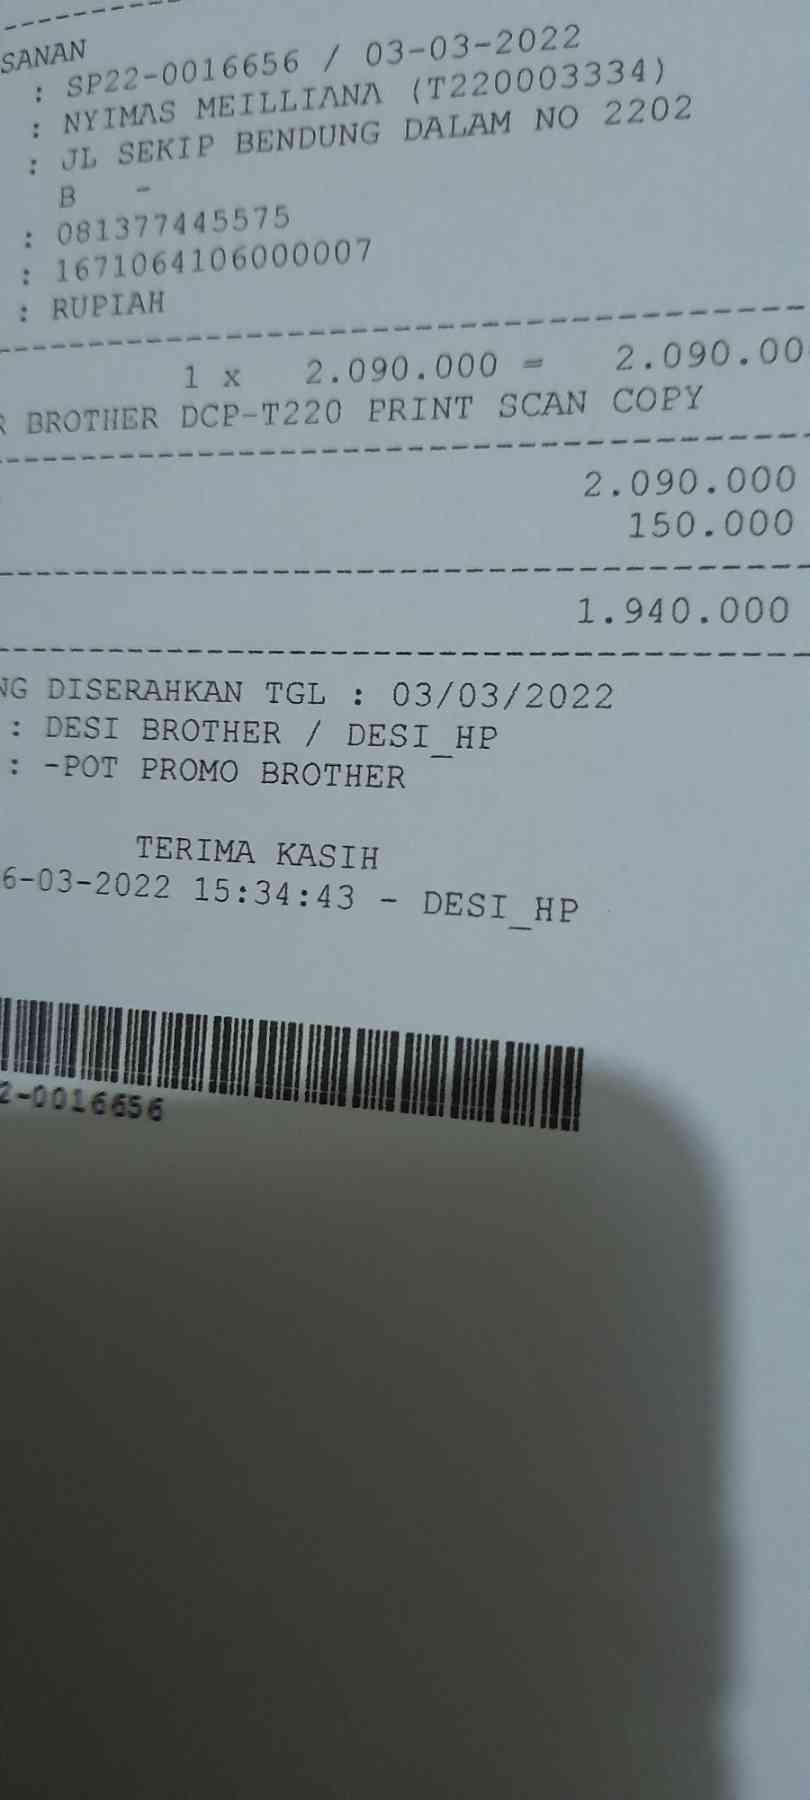 SANAN
: SP22-0016656 / 03-03-2022
: NYIMAS MEILLIANA (T220003334)
: JL SEKIP BENDUNG DALAM NO 2202
B -
: 081377445575
: 1671064106000007
: RUPIAH
1 x 2.090.000 = 2.090.00
R BROTHER DCP-T220 PRINT SCAN COPY
2.090.000
150.000
1.940.000
NG DISERAHKAN TGL : 03/03/2022
: DESI BROTHER / DESI_HP
: -POT PROMO BROTHER
TERIMA KASIH
6-03-2022 15:34:43 - DESI_HP
2-0016656